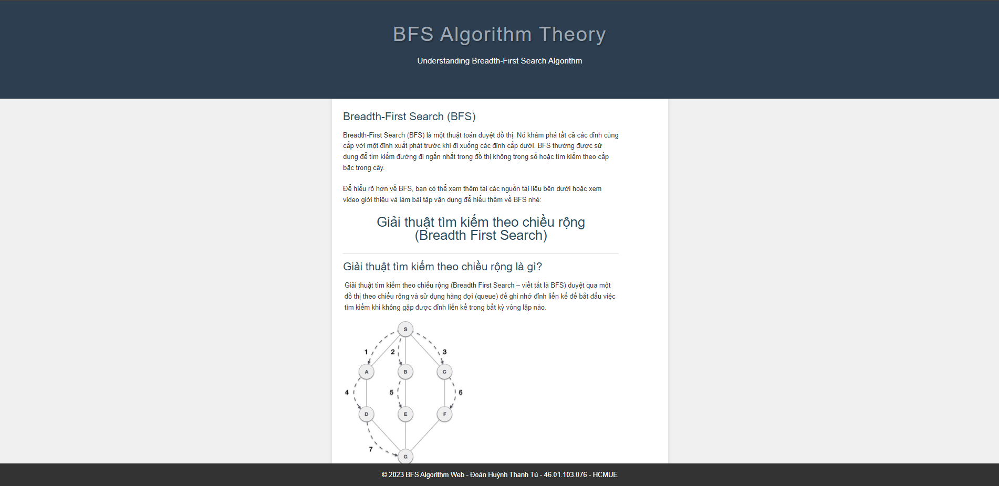 BFS Algorithm Theory
Understanding Breadth-First Search Algorithm
Breadth-First Search (BFS)
Breadth-First Search (BFS) là một thuật toán duyệt đồ thị. Nó khám phá tất cả các đỉnh cùng
cấp với một đỉnh xuất phát trước khi đi xuống các đỉnh cấp dưới. BFS thường được sử
dụng để tìm kiếm đường đi ngắn nhất trong đồ thị không trọng số hoặc tìm kiếm theo cấp
bậc trong cây.
Để hiểu rõ hơn về BFS, bạn có thể xem thêm tại các nguồn tài liệu bên dưới hoặc xem
video giới thiệu và làm bài tập vận dụng để hiểu thêm về BFS nhé:
Giải thuật tìm kiếm theo chiều rộng
(Breadth First Search)
Giải thuật tìm kiếm theo chiều rộng là gì?
Giải thuật tìm kiếm theo chiều rộng (Breadth First Search – viết tắt là BFS) duyệt qua một
đồ thị theo chiều rộng và sử dụng hàng đợi (queue) để ghi nhớ đỉnh liền kề để bắt đầu việc
tìm kiếm khi không gặp được đỉnh liền kề trong bất kỳ vòng lặp nào.
S
1 2 3
A B C
4 5 6
D E F
7
G
© 2023 BFS Algorithm Web - Đoàn Huỳnh Thanh Tú - 46.01.103.076 - HCMUE